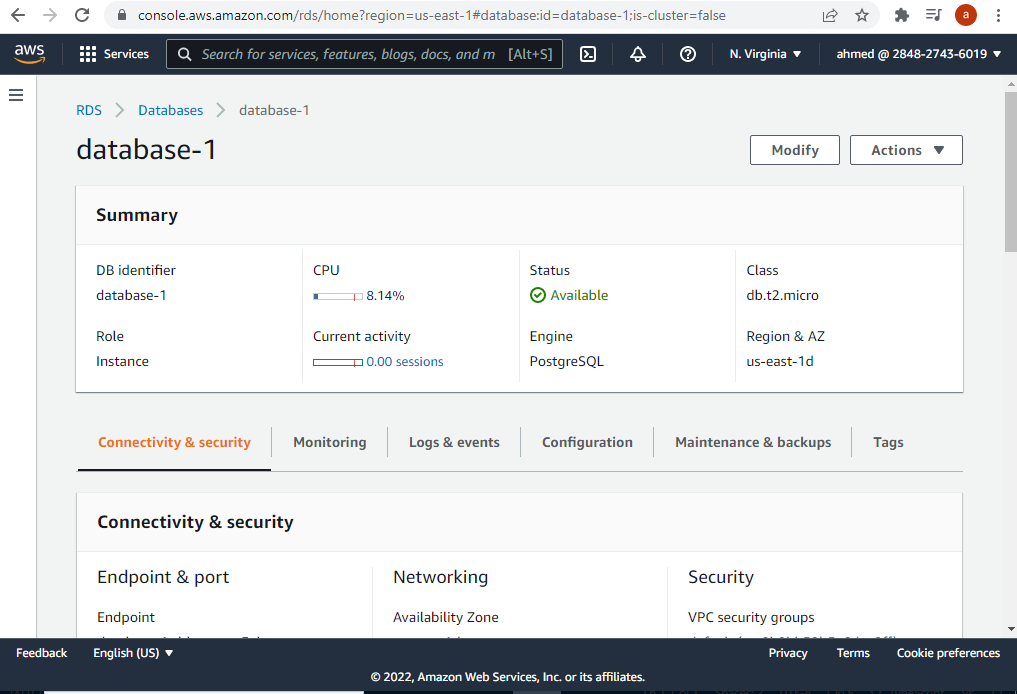 console.aws.amazon.com/rds/home?region=us-east-1#database:id=database-1;is-cluster=false
a
aws Services Search for services, features, blogs, docs, and m [Alt+S] N. Virginia ▼ ahmed @ 2848-2743-6019 ▼
RDS > Databases > database-1
database-1
Modify Actions ▼
Summary
DB identifier CPU Status Class
database-1 8.14% Available db.t2.micro
Role Current activity Engine Region & AZ
Instance 0.00 sessions PostgreSQL us-east-1d
Connectivity & security Monitoring Logs & events Configuration Maintenance & backups Tags
Connectivity & security
Endpoint & port Networking Security
Endpoint Availability Zone VPC security groups
Feedback English (US) ▼ Privacy Terms Cookie preferences
© 2022, Amazon Web Services, Inc. or its affiliates.